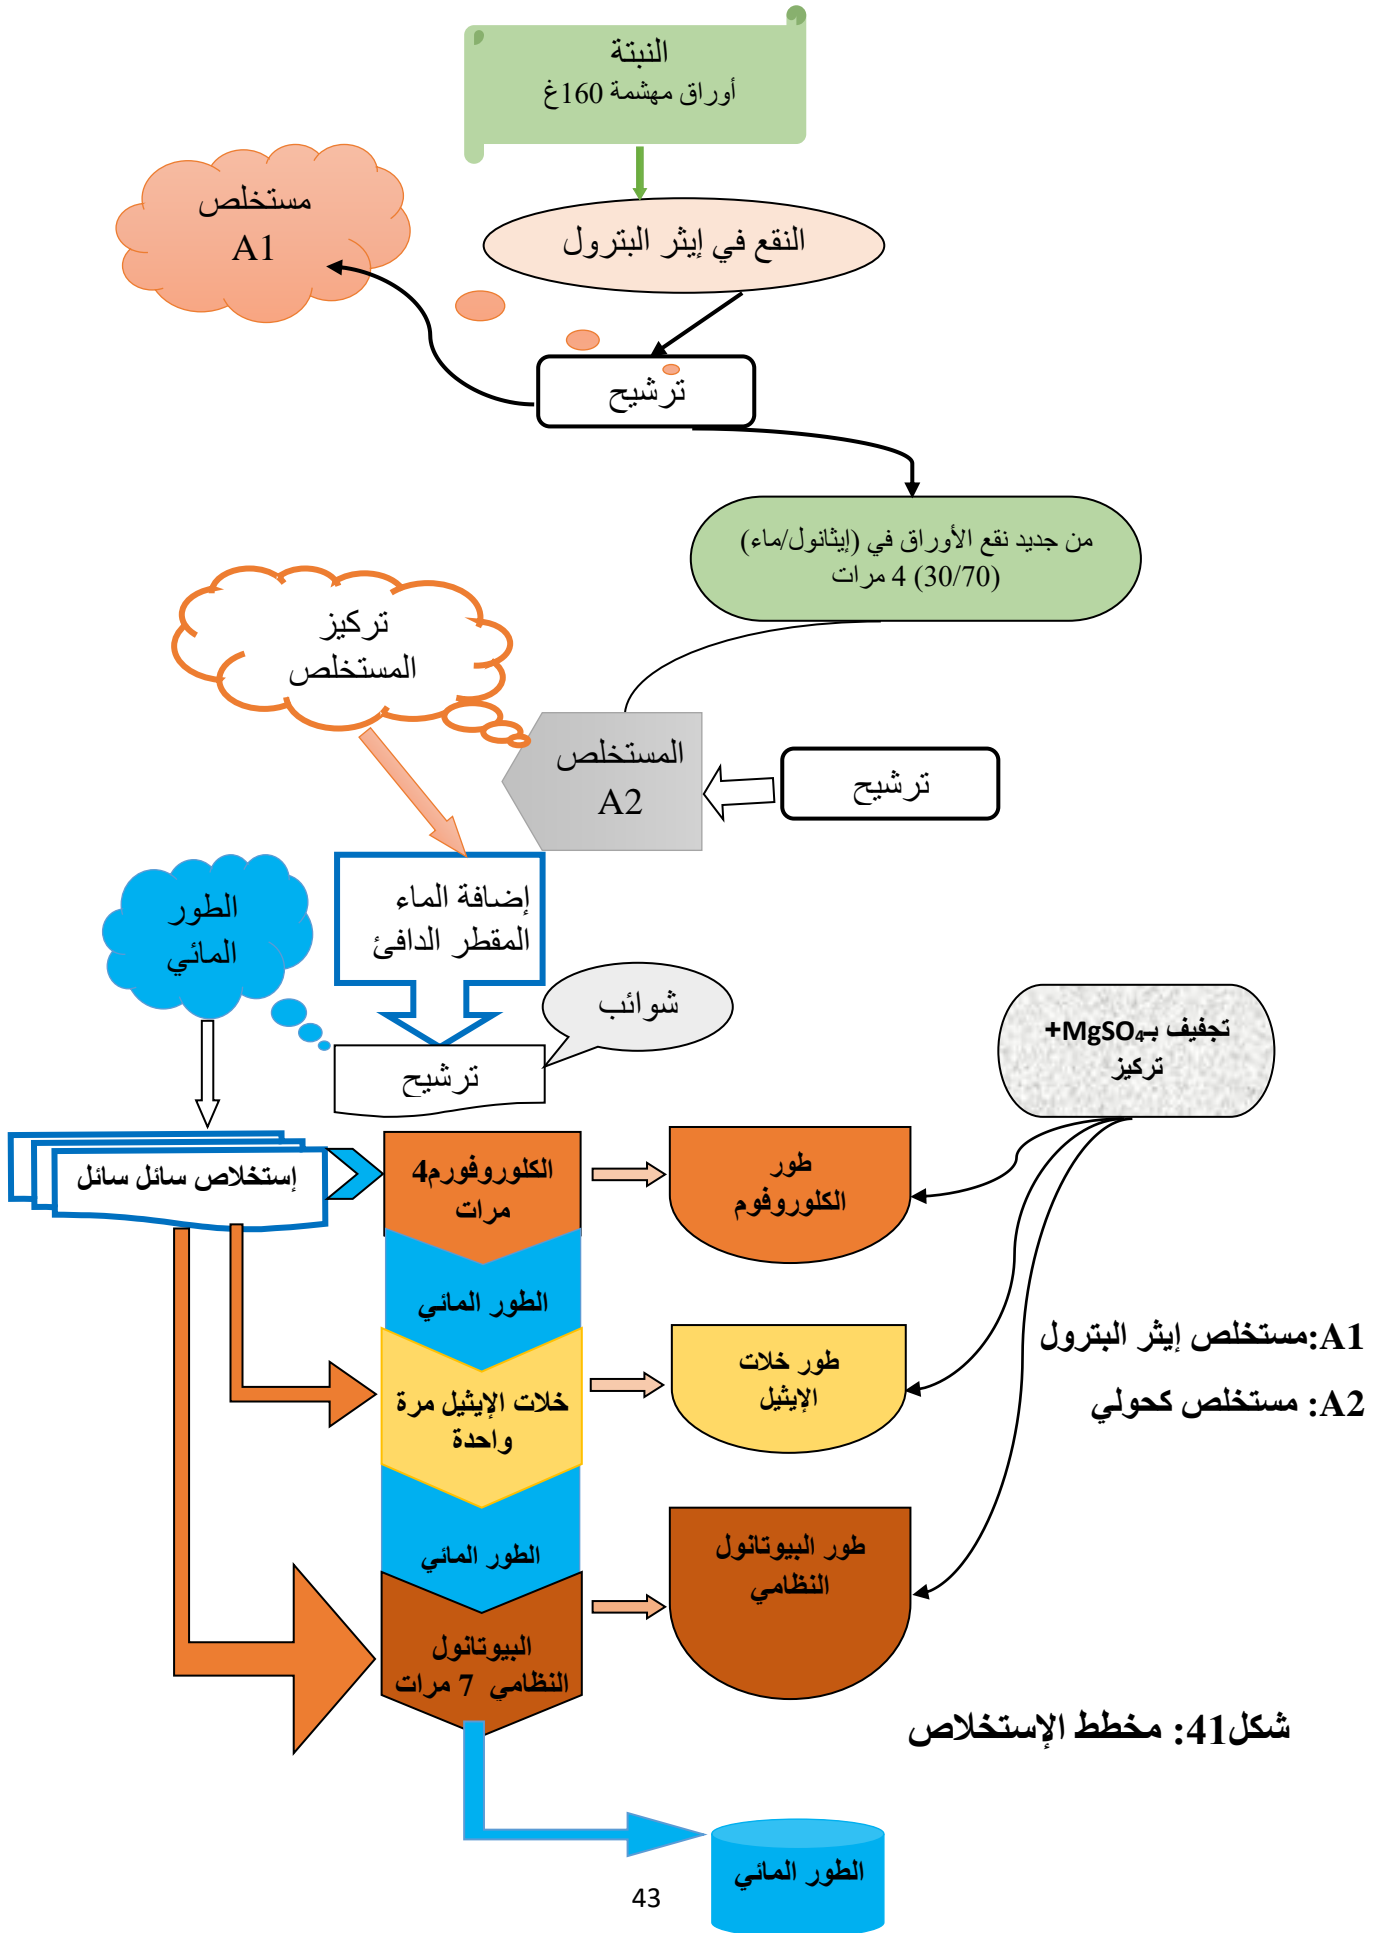 النبتة
أوراق مهشمة 160غ
مستخلص
A1
النقع في إيثر البترول
ترشيح
من جديد نقع الأوراق في (إيثانول/ماء)
(30/70) 4 مرات
تركيز
المستخلص
المستخلص
A2
ترشيح
إضافة الماء
المقطر الدافئ
الطور
المائي
شوائب
ترشيح
تجفيف بـMgSO₄+
تركيز
إستخلاص سائل سائل
الكلوروفورم4
مرات
طور
الكلوروفوم
الطور المائي
A1:مستخلص إيثر البترول
طور خلات
الإيثيل
خلات الإيثيل مرة
واحدة
A2: مستخلص كحولي
الطور المائي
طور البيوتانول
النظامي
البيوتانول
النظامي 7 مرات
شكل41: مخطط الإستخلاص
الطور المائي
43